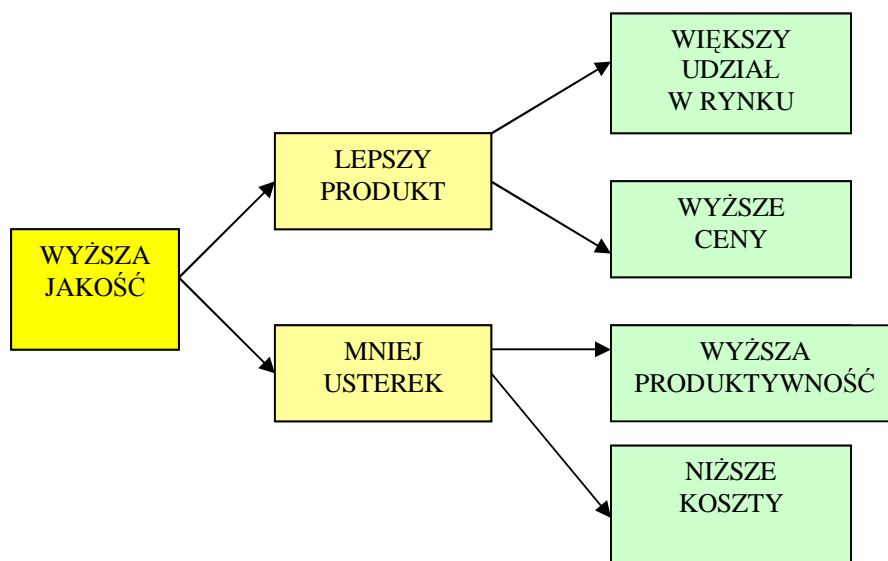 WIĘKSZY
UDZIAŁ
W RYNKU
LEPSZY
PRODUKT
WYŻSZE
CENY
WYŻSZA
JAKOŚĆ
MNIEJ
USTEREK
WYŻSZA
PRODUKTYWNOŚĆ
NIŻSZE
KOSZTY